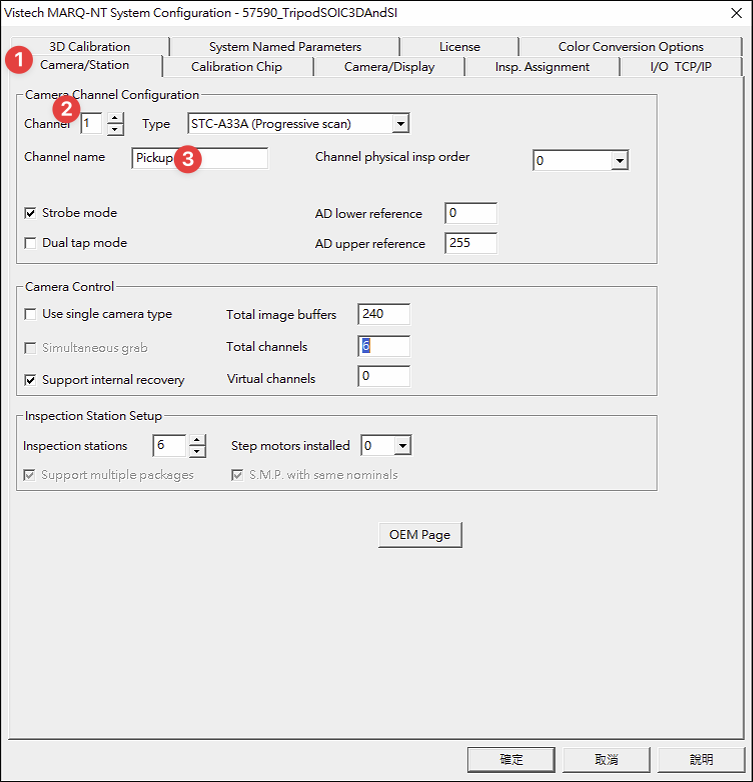 Vistech MARQ-NT System Configuration - 57590_TripodSOIC3DAndSI
3D Calibration System Named Parameters License Color Conversion Options
1 Camera/Station Calibration Chip Camera/Display Insp. Assignment I/O TCP/IP
Camera Channel Configuration
2
Channel 1 Type STC-A33A (Progressive scan)
Channel name Pickup 3 Channel physical insp order 0
Strobe mode AD lower reference 0
Dual tap mode AD upper reference 255
Camera Control
Use single camera type Total image buffers 240
Simultaneous grab Total channels 6
Support internal recovery Virtual channels 0
Inspection Station Setup
Inspection stations 6 Step motors installed 0
Support multiple packages S.M.P. with same nominals
OEM Page
確定 取消 說明